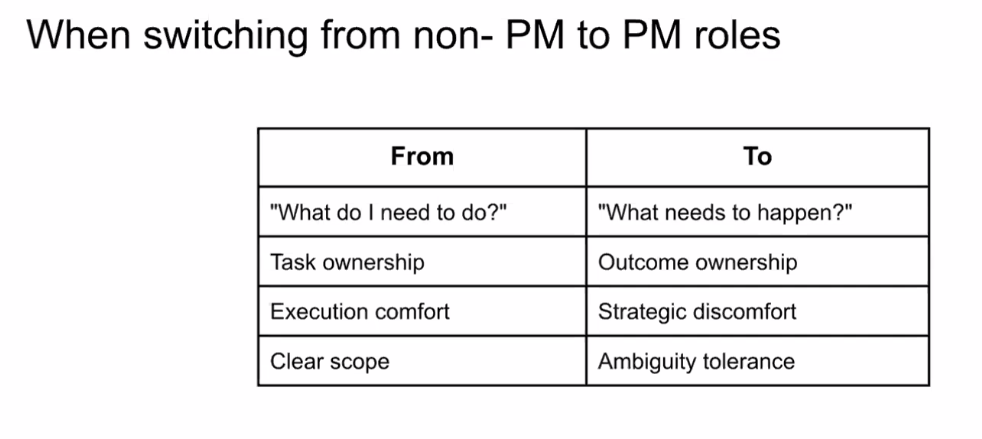 When switching from non- PM to PM roles
From To
"What do I need to do?" "What needs to happen?"
Task ownership Outcome ownership
Execution comfort Strategic discomfort
Clear scope Ambiguity tolerance